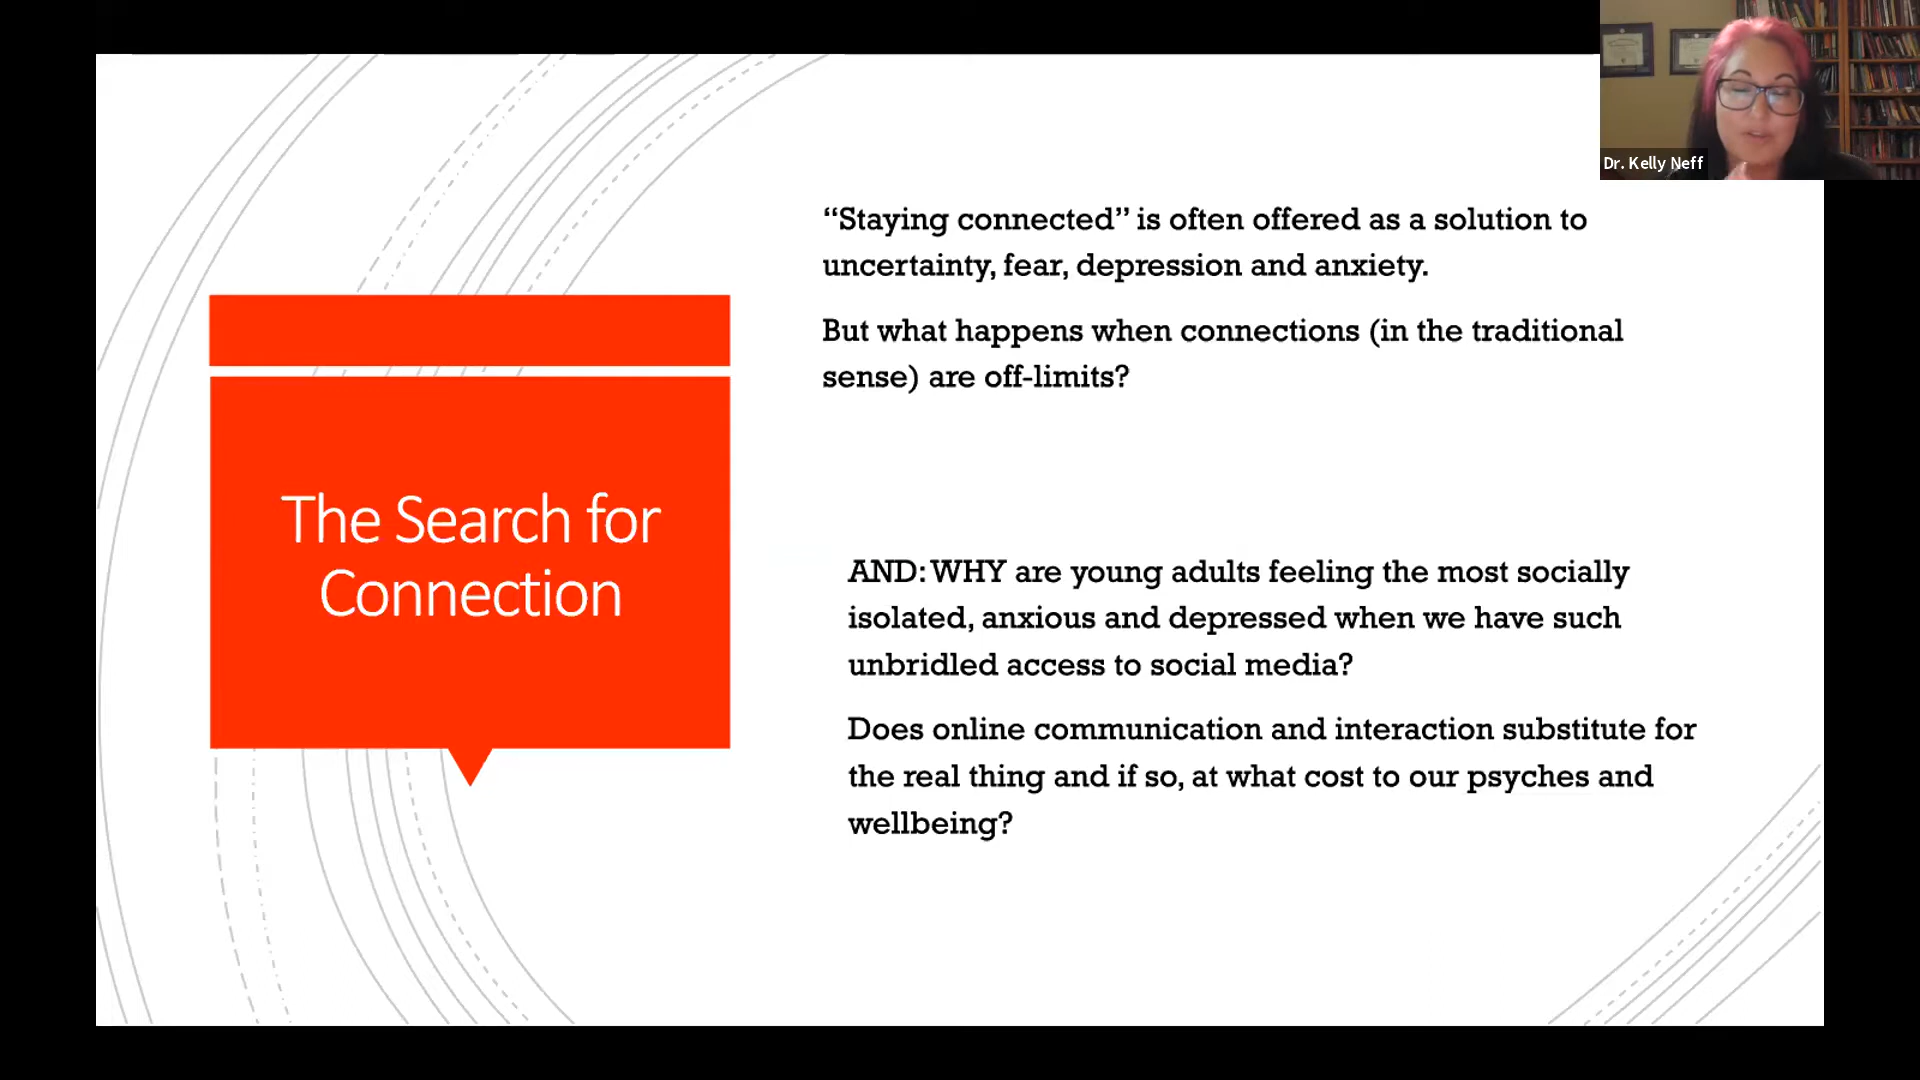 Dr. Kelly Neff
The Search for
Connection
“Staying connected” is often offered as a solution to
uncertainty, fear, depression and anxiety.
But what happens when connections (in the traditional
sense) are off-limits?
AND: WHY are young adults feeling the most socially
isolated, anxious and depressed when we have such
unbridled access to social media?
Does online communication and interaction substitute for
the real thing and if so, at what cost to our psyches and
wellbeing?